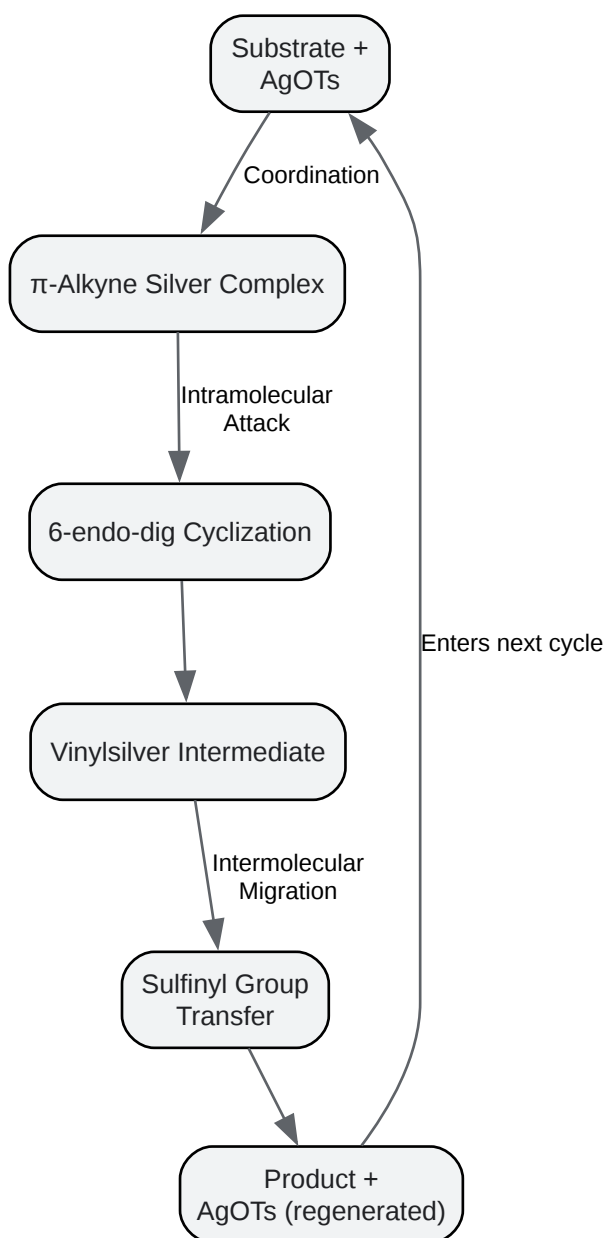 Substrate +
AgOTs
Coordination
π-Alkyne Silver Complex
Intramolecular
Attack
6-endo-dig Cyclization
Enters next cycle
Vinylsilver Intermediate
Intermolecular
Migration
Sulfinyl Group
Transfer
Product +
AgOTs (regenerated)